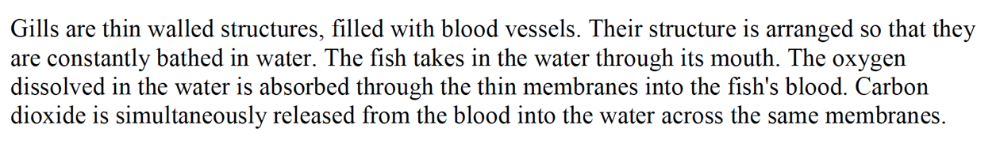 Gills are thin walled structures, filled with blood vessels. Their structure is arranged so that they
are constantly bathed in water. The fish takes in the water through its mouth. The oxygen
dissolved in the water is absorbed through the thin membranes into the fish's blood. Carbon
dioxide is simultaneously released from the blood into the water across the same membranes.